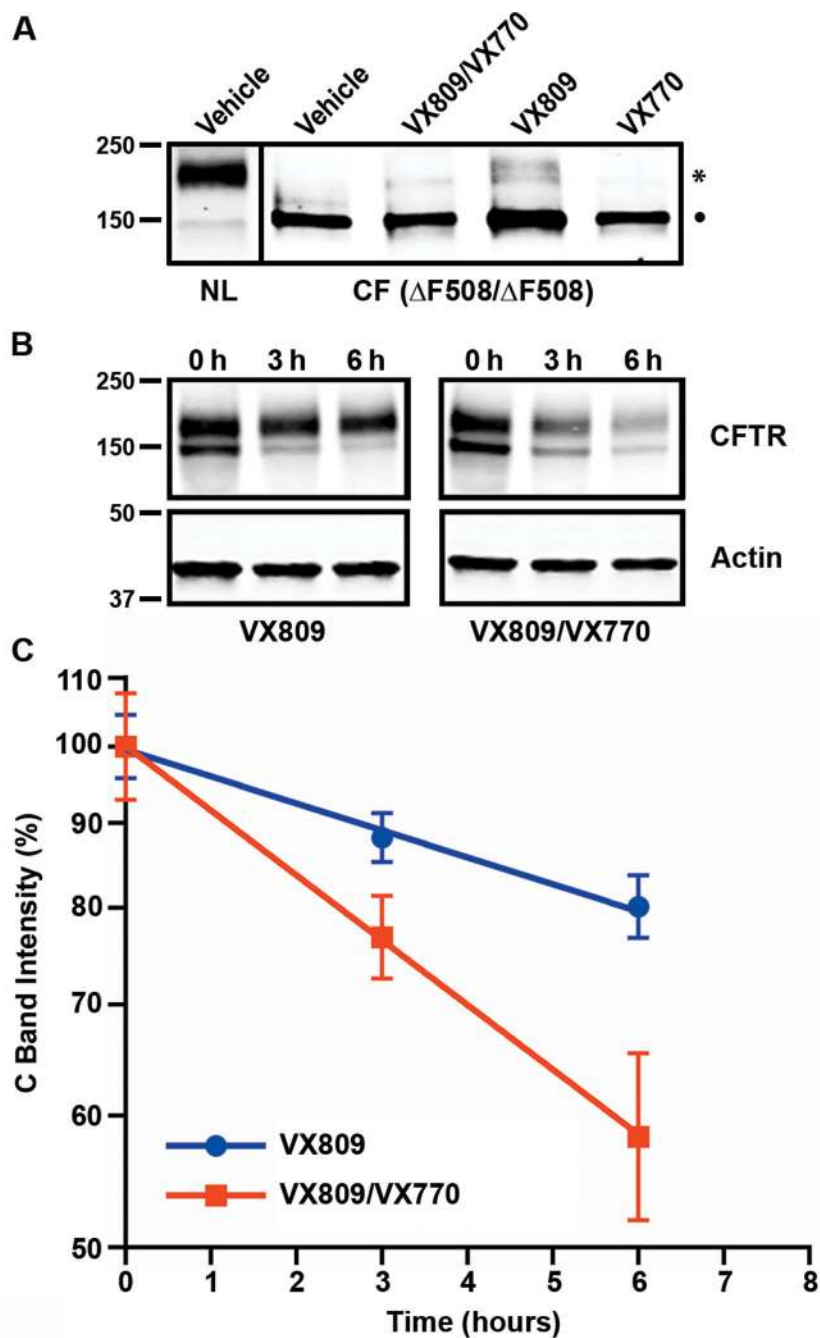 A
Vehicle Vehicle VX809/VX770 VX809 VX770
250
*
150
•
NL CF (ΔF508/ΔF508)
B
0 h 3 h 6 h 0 h 3 h 6 h
250
CFTR
150
50
Actin
37
VX809 VX809/VX770
C
110
100
90
80
70
60
50
C Band Intensity (%)
VX809
VX809/VX770
0 1 2 3 4 5 6 7 8
Time (hours)